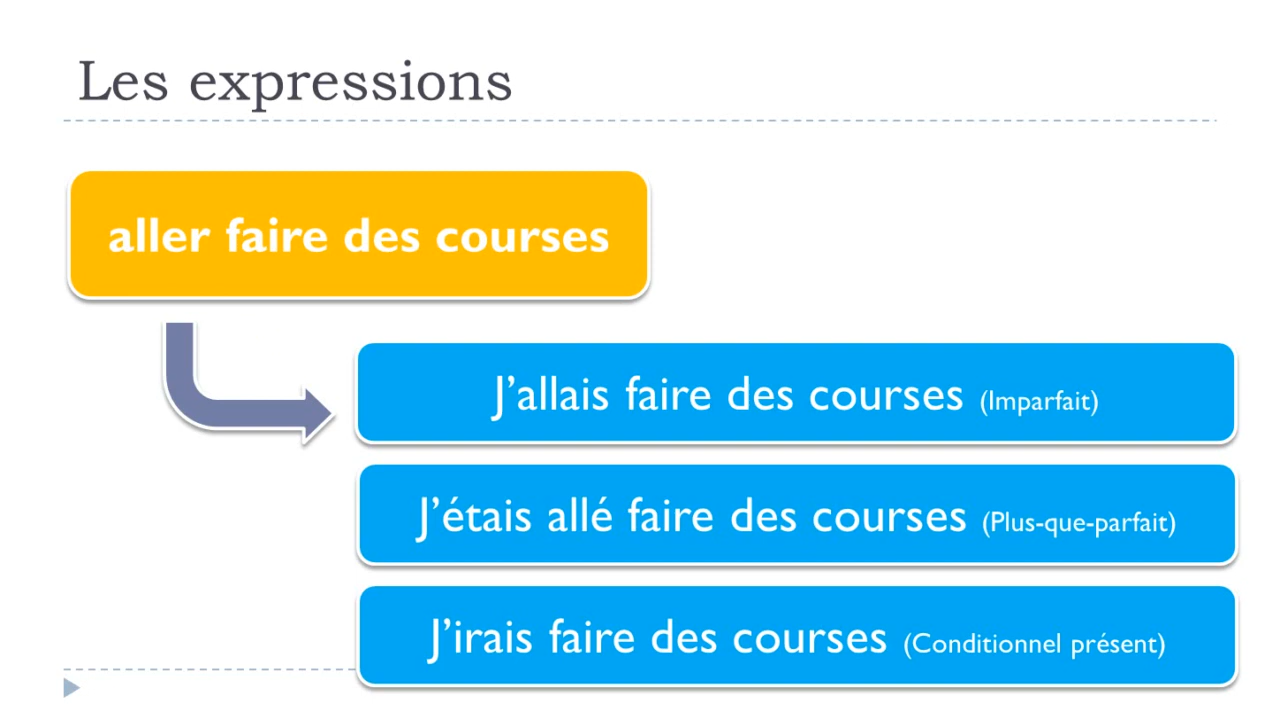 Les expressions
aller faire des courses
J’allais faire des courses (Imparfait)
J’étais allé faire des courses (Plus-que-parfait)
J’irais faire des courses (Conditionnel présent)